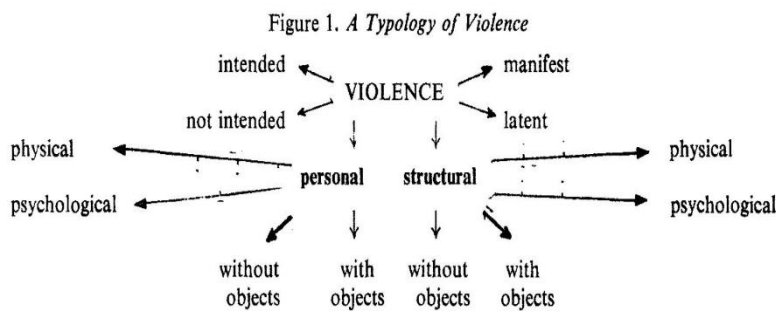 Figure 1. A Typology of Violence
intended
manifest
VIOLENCE
not intended
latent
physical
physical
personal structural
psychological
psychological
without with without with
objects objects objects objects